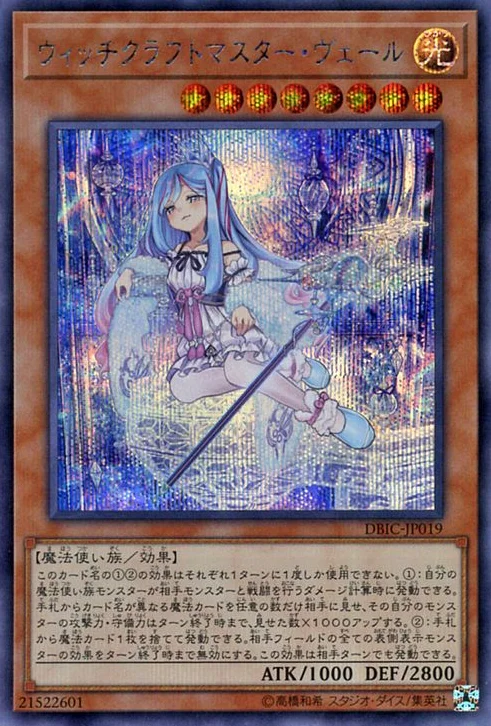 ウィッチクラフトマスター・ヴェール
光
DBIC-JP019
【魔法使い族／効果】
このカード名の①②の効果はそれぞれ1ターンに1度しか使用できない。①：自分の
魔法使い族モンスターが相手モンスターと戦闘を行うダメージ計算時に発動できる。
手札からカード名が異なる魔法カードを任意の数だけ相手に見せ、その自分のモンス
ターの攻撃力・守備力はターン終了時まで、見せた数×1000アップする。②：手札
から魔法カード1枚を捨てて発動できる。相手フィールドの全ての表側表示モンス
ターの効果をターン終了時まで無効にする。この効果は相手ターンでも発動できる。
ATK/1000 DEF/2800
21522601
©高橋和希 スタジオ・ダイス/集英社